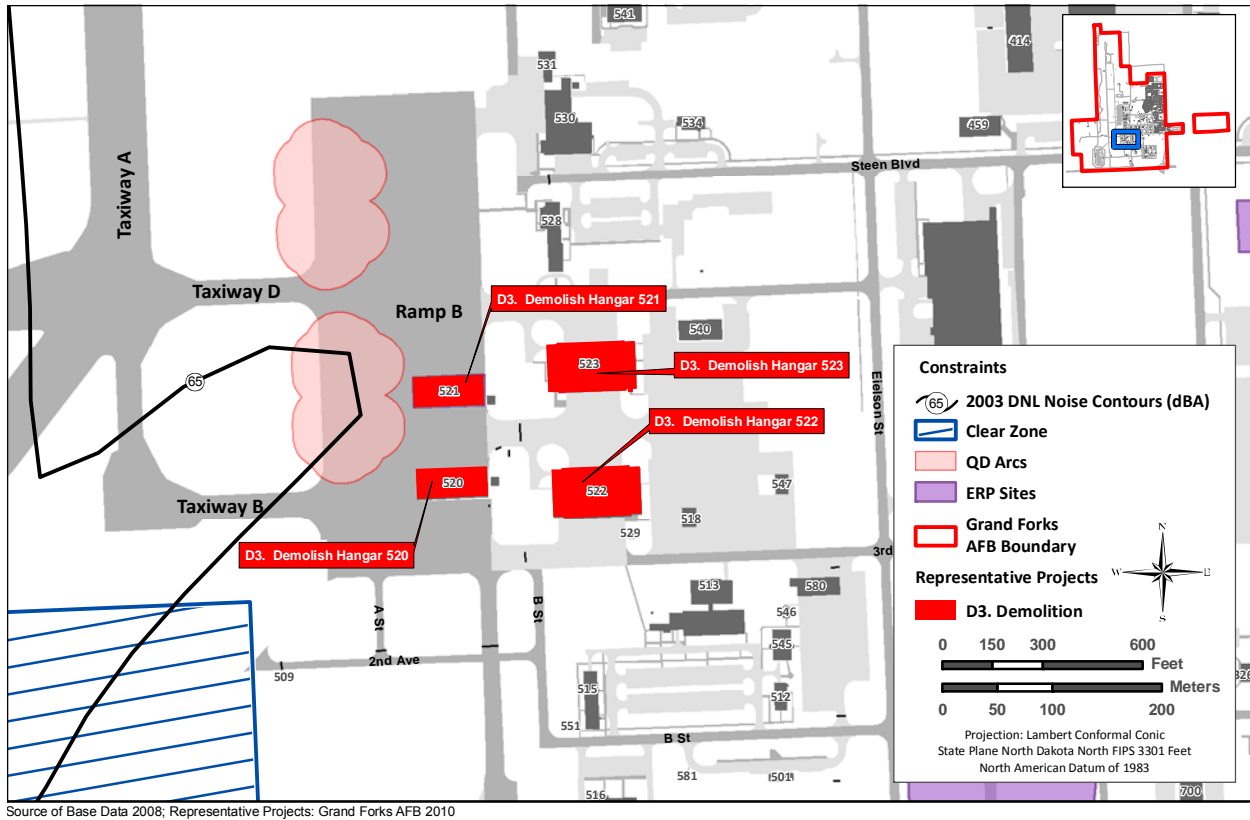 541
414
531
530
534
459
Steen Blvd
Taxiway A
528
Taxiway D
Ramp B
D3. Demolish Hangar 521
540
523
D3. Demolish Hangar 523
521
65
Eielson St
D3. Demolish Hangar 522
520
522
547
518
529
Taxiway B
D3. Demolish Hangar 520
3rd
513
580
546
545
A St
B St
2nd Ave
509
515
512
551
B St
581
501
516
700
326
Constraints
65
2003 DNL Noise Contours (dBA)
Clear Zone
QD Arcs
ERP Sites
Grand Forks
AFB Boundary
N
W
E
S
Representative Projects
D3. Demolition
0 150 300 600
Feet
Meters
0 50 100 200
Projection: Lambert Conformal Conic
State Plane North Dakota North FIPS 3301 Feet
North American Datum of 1983
Source of Base Data 2008; Representative Projects: Grand Forks AFB 2010